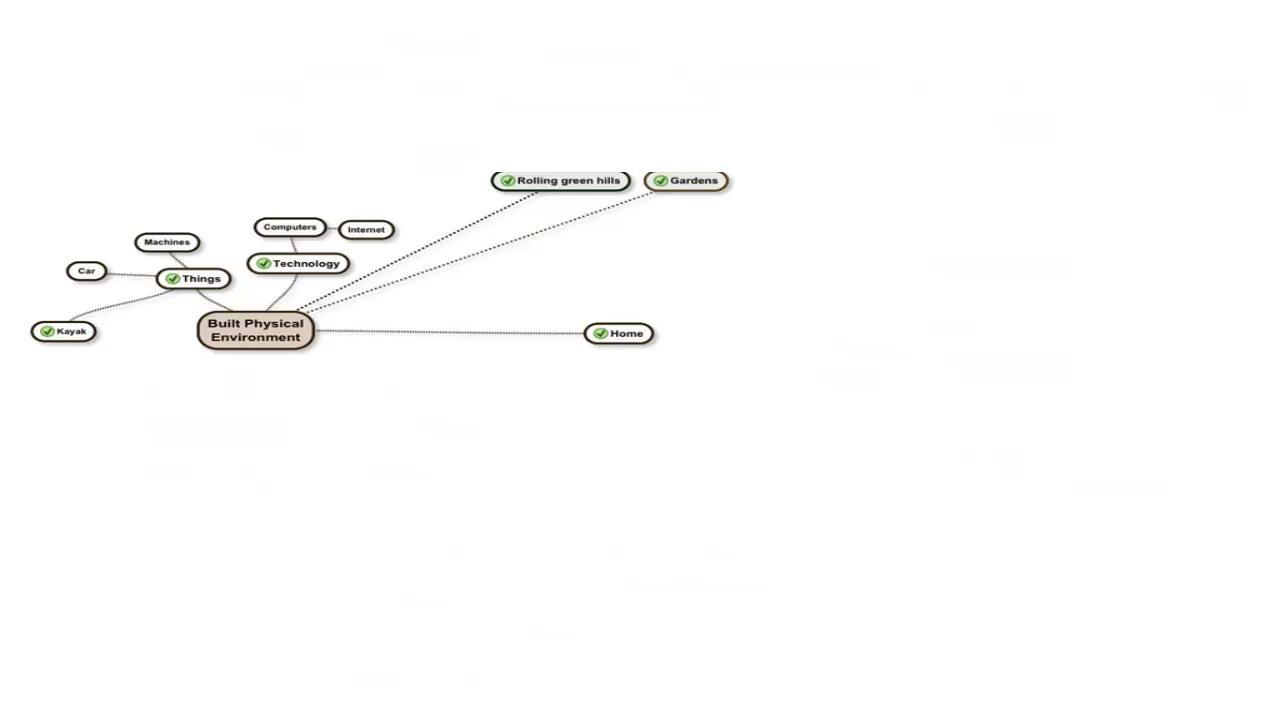 Rolling green hills
Gardens
Computers
Internet
Machines
Technology
Car
Things
Built Physical
Environment
Kayak
Home